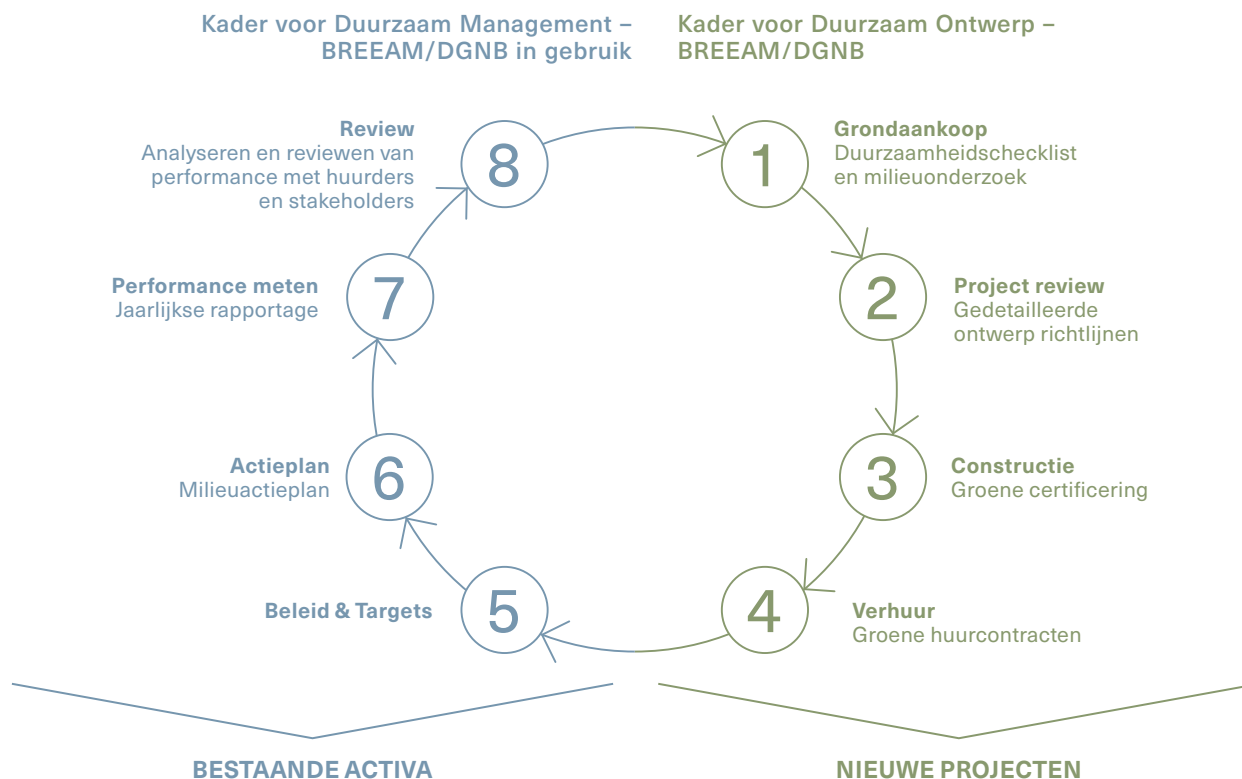 Kader voor Duurzaam Management –
BREEAM/DGNB in gebruik
Kader voor Duurzaam Ontwerp –
BREEAM/DGNB
1
Grondaankoop
Duurzaamheidschecklist
en milieuonderzoek
2
Project review
Gedetailleerde
ontwerp richtlijnen
3
Constructie
Groene certificering
4
Verhuur
Groene huurcontracten
5
Beleid & Targets
6
Actieplan
Milieuactieplan
7
Performance meten
Jaarlijkse rapportage
8
Review
Analyseren en reviewen van
performance met huurders
en stakeholders
BESTAANDE ACTIVA
NIEUWE PROJECTEN